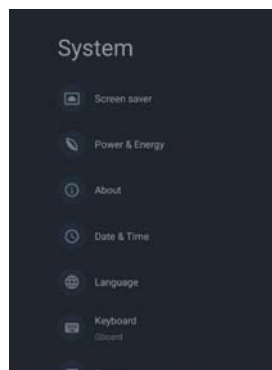 System
Screen saver
Power & Energy
About
Date & Time
Language
Keyboard
Gboard